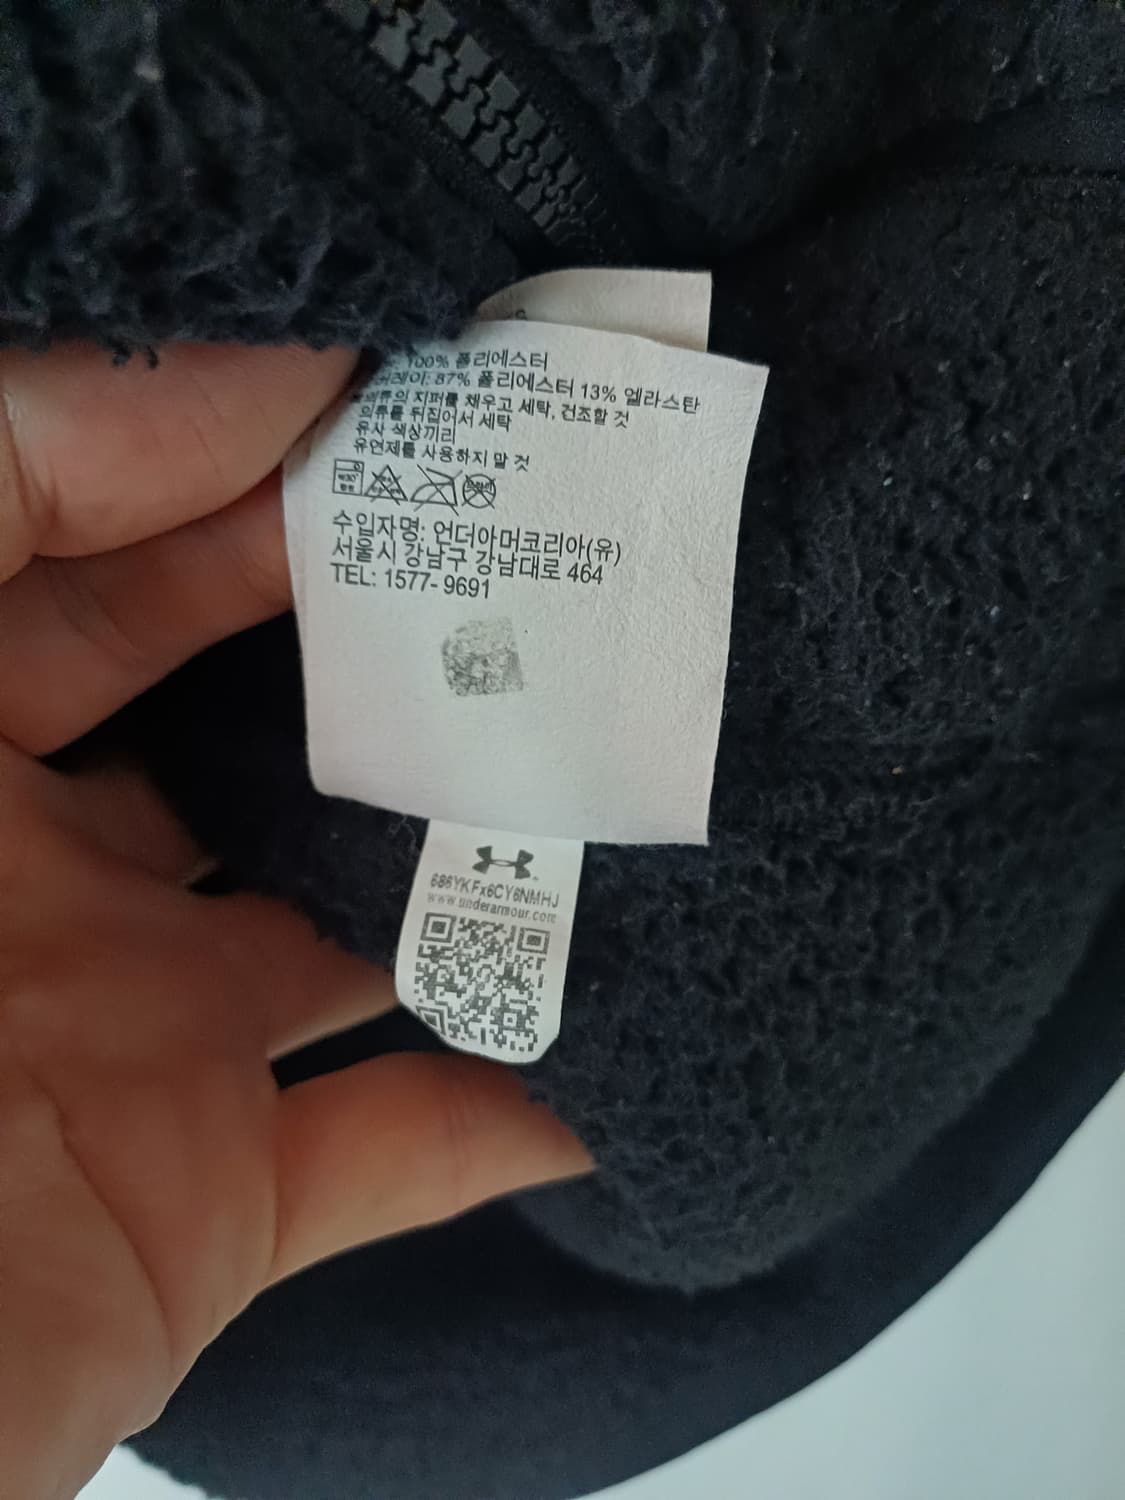 100% 폴리에스터
87% 폴리에스터 13% 엘라스탄
의류의 지퍼를 채우고 세탁, 건조할 것
의류를 뒤집어서 세탁
유사 색상끼리
유연제를 사용하지 말 것
수입자명: 언더아머코리아(유)
서울시 강남구 강남대로 464
TEL: 1577- 9691
686YKFx6CY6NMHJ
www.underarmour.com